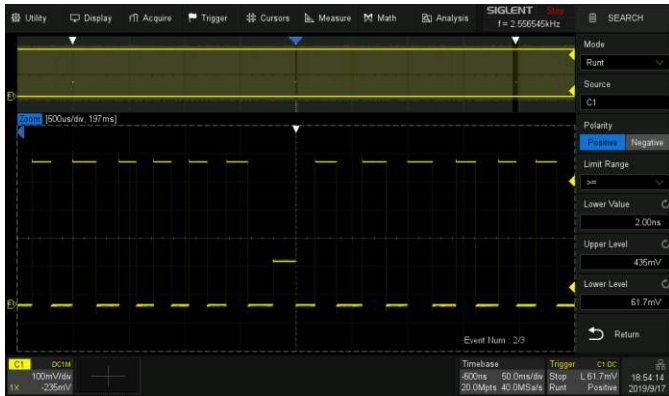 Utility Display Acquire Trigger Cursors Measure Math Analysis
SIGLENT Stop
f = 2.556545kHz
SEARCH
Mode
Runt
Source
C1
Polarity
Positive Negative
Limit Range
>=
Lower Value
2.00ns
Upper Level
435mV
Lower Level
61.7mV
Return
Zoom [500us/div, 197ms]
Event Num : 2/3
C1 DC1M
100mV/div
1X -235mV
Timebase
-600ns 50.0ms/div
20.0Mpts 40.0MSa/s
Trigger C1 DC
Stop L 61.7mV
Runt Positive
18:54:14
2019/9/17